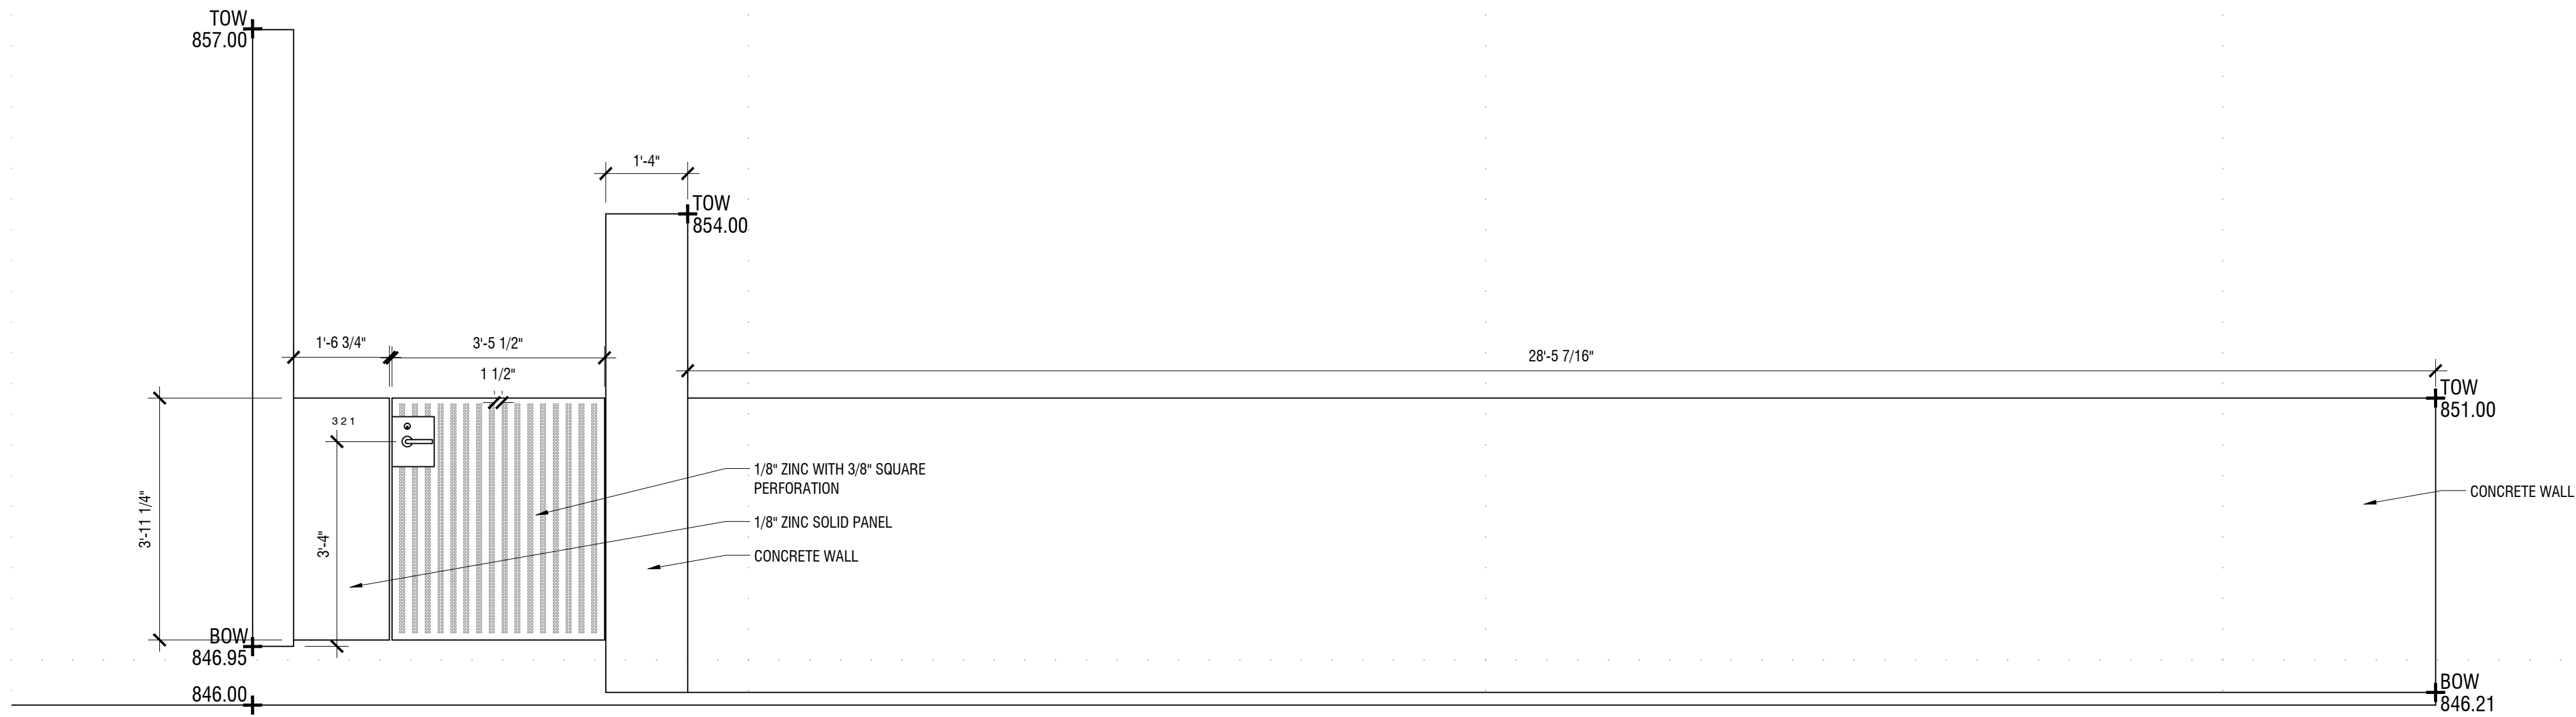 TOW
857.00
1'-4"
TOW
854.00
1'-6 3/4"
3'-5 1/2"
1 1/2"
28'-5 7/16"
TOW
851.00
3 2 1
3'-11 1/4"
3'-4"
1/8" ZINC WITH 3/8" SQUARE
PERFORATION
1/8" ZINC SOLID PANEL
CONCRETE WALL
CONCRETE WALL
BOW
846.95
846.00
BOW
846.21